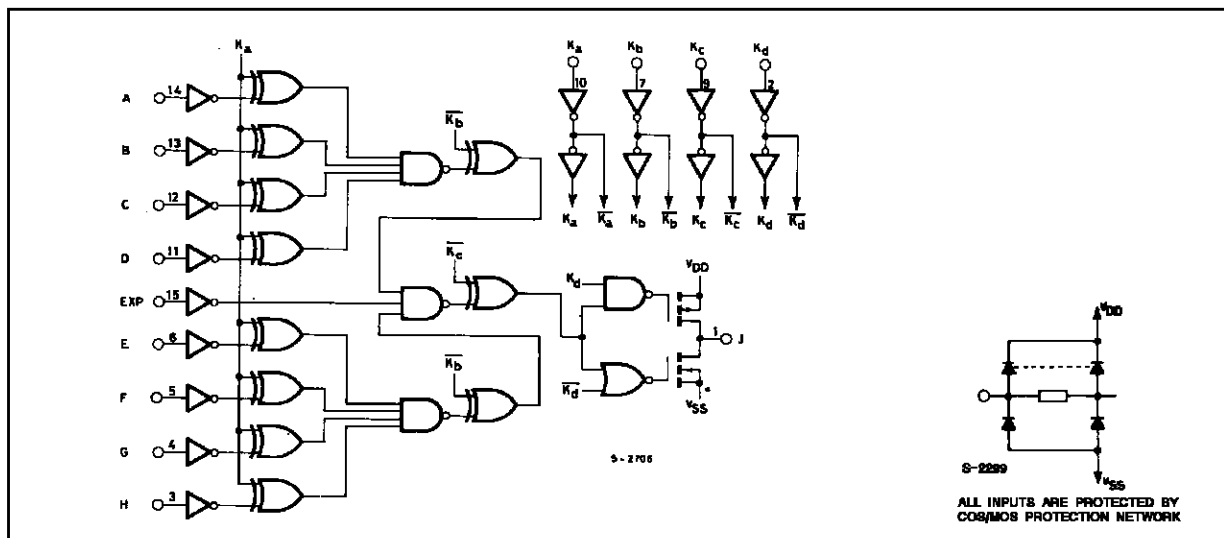 Ka
A 14
B 13
C 12
D 11
EXP 15
E 6
F 5
G 4
H 3
K̅b̅
K̅c̅
K̅b̅
Kd
K̅d̅
VDD
1 J
VSS
Ka Kb Kc Kd
10 7 9 2
Ka K̅a̅ Kb K̅b̅ Kc K̅c̅ Kd K̅d̅
S-2706
VDD
VSS
S-2299
ALL INPUTS ARE PROTECTED BY
COS/MOS PROTECTION NETWORK